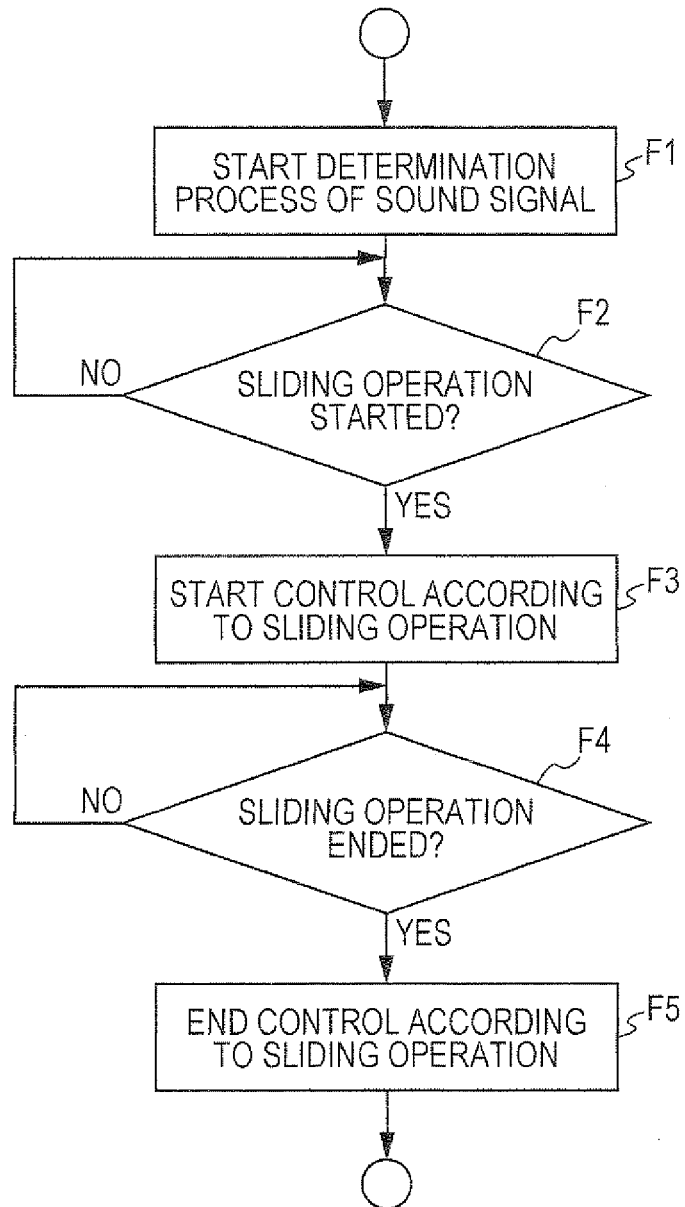 START DETERMINATION
PROCESS OF SOUND SIGNAL
F1
F2
SLIDING OPERATION
STARTED?
NO
YES
START CONTROL ACCORDING
TO SLIDING OPERATION
F3
F4
SLIDING OPERATION
ENDED?
NO
YES
END CONTROL ACCORDING
TO SLIDING OPERATION
F5